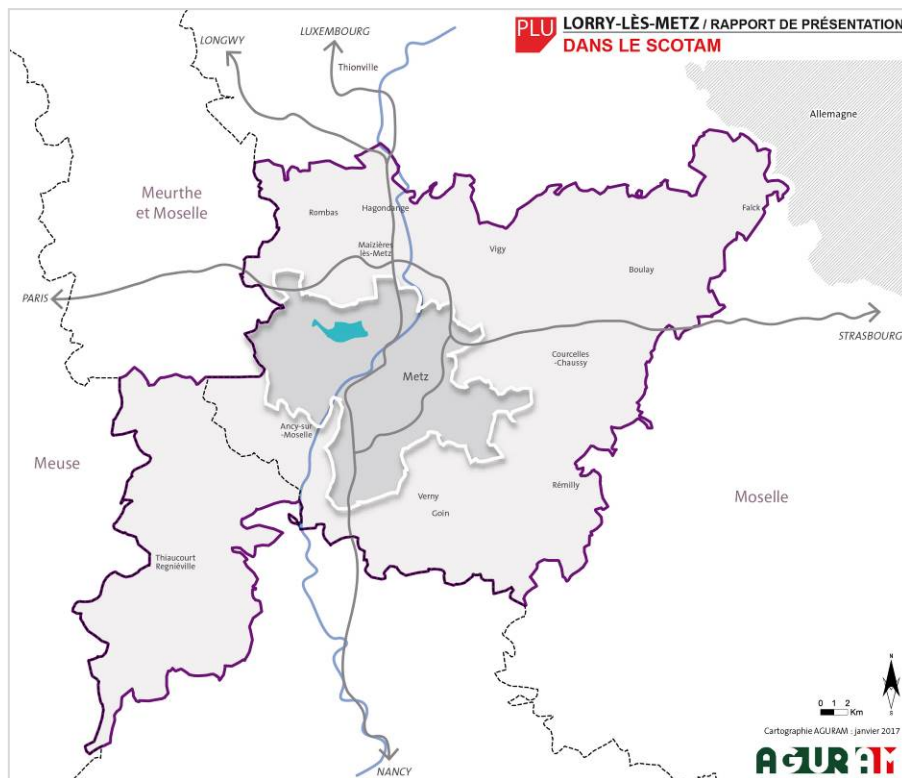 PLU
LORRY-LÈS-METZ / RAPPORT DE PRÉSENTATION
DANS LE SCOTAM
LONGWY
LUXEMBOURG
Thionville
Allemagne
Meurthe
et Moselle
Rombas
Hagondange
Falck
Maizières
lès-Metz
Vigy
Boulay
PARIS
STRASBOURG
Courcelles
-Chaussy
Metz
Ancy-sur
-Moselle
Meuse
Rémilly
Moselle
Verny
Goin
Thiaucourt
Regniéville
N
S
0 1 2
Km
Cartographie AGURAM : janvier 2017
NANCY
AGURAM